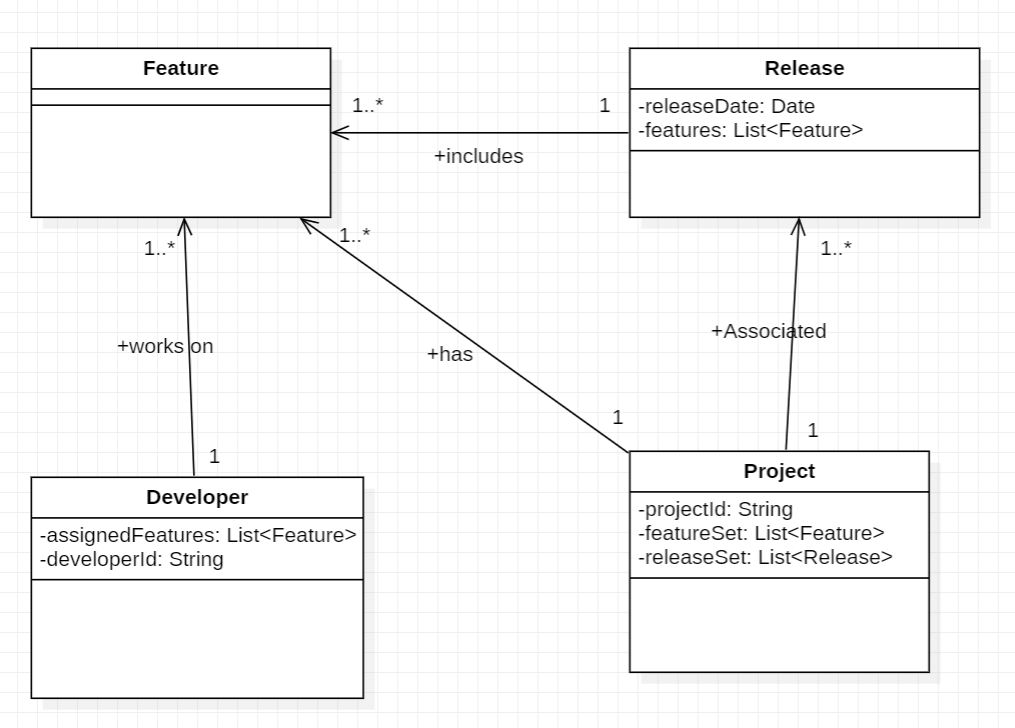 Feature
Release
-releaseDate: Date
-features: List<Feature>
1..*
1
+includes
1..*
1..*
1..*
+works on
+has
+Associated
1
1
1
Developer
-assignedFeatures: List<Feature>
-developerId: String
Project
-projectId: String
-featureSet: List<Feature>
-releaseSet: List<Release>